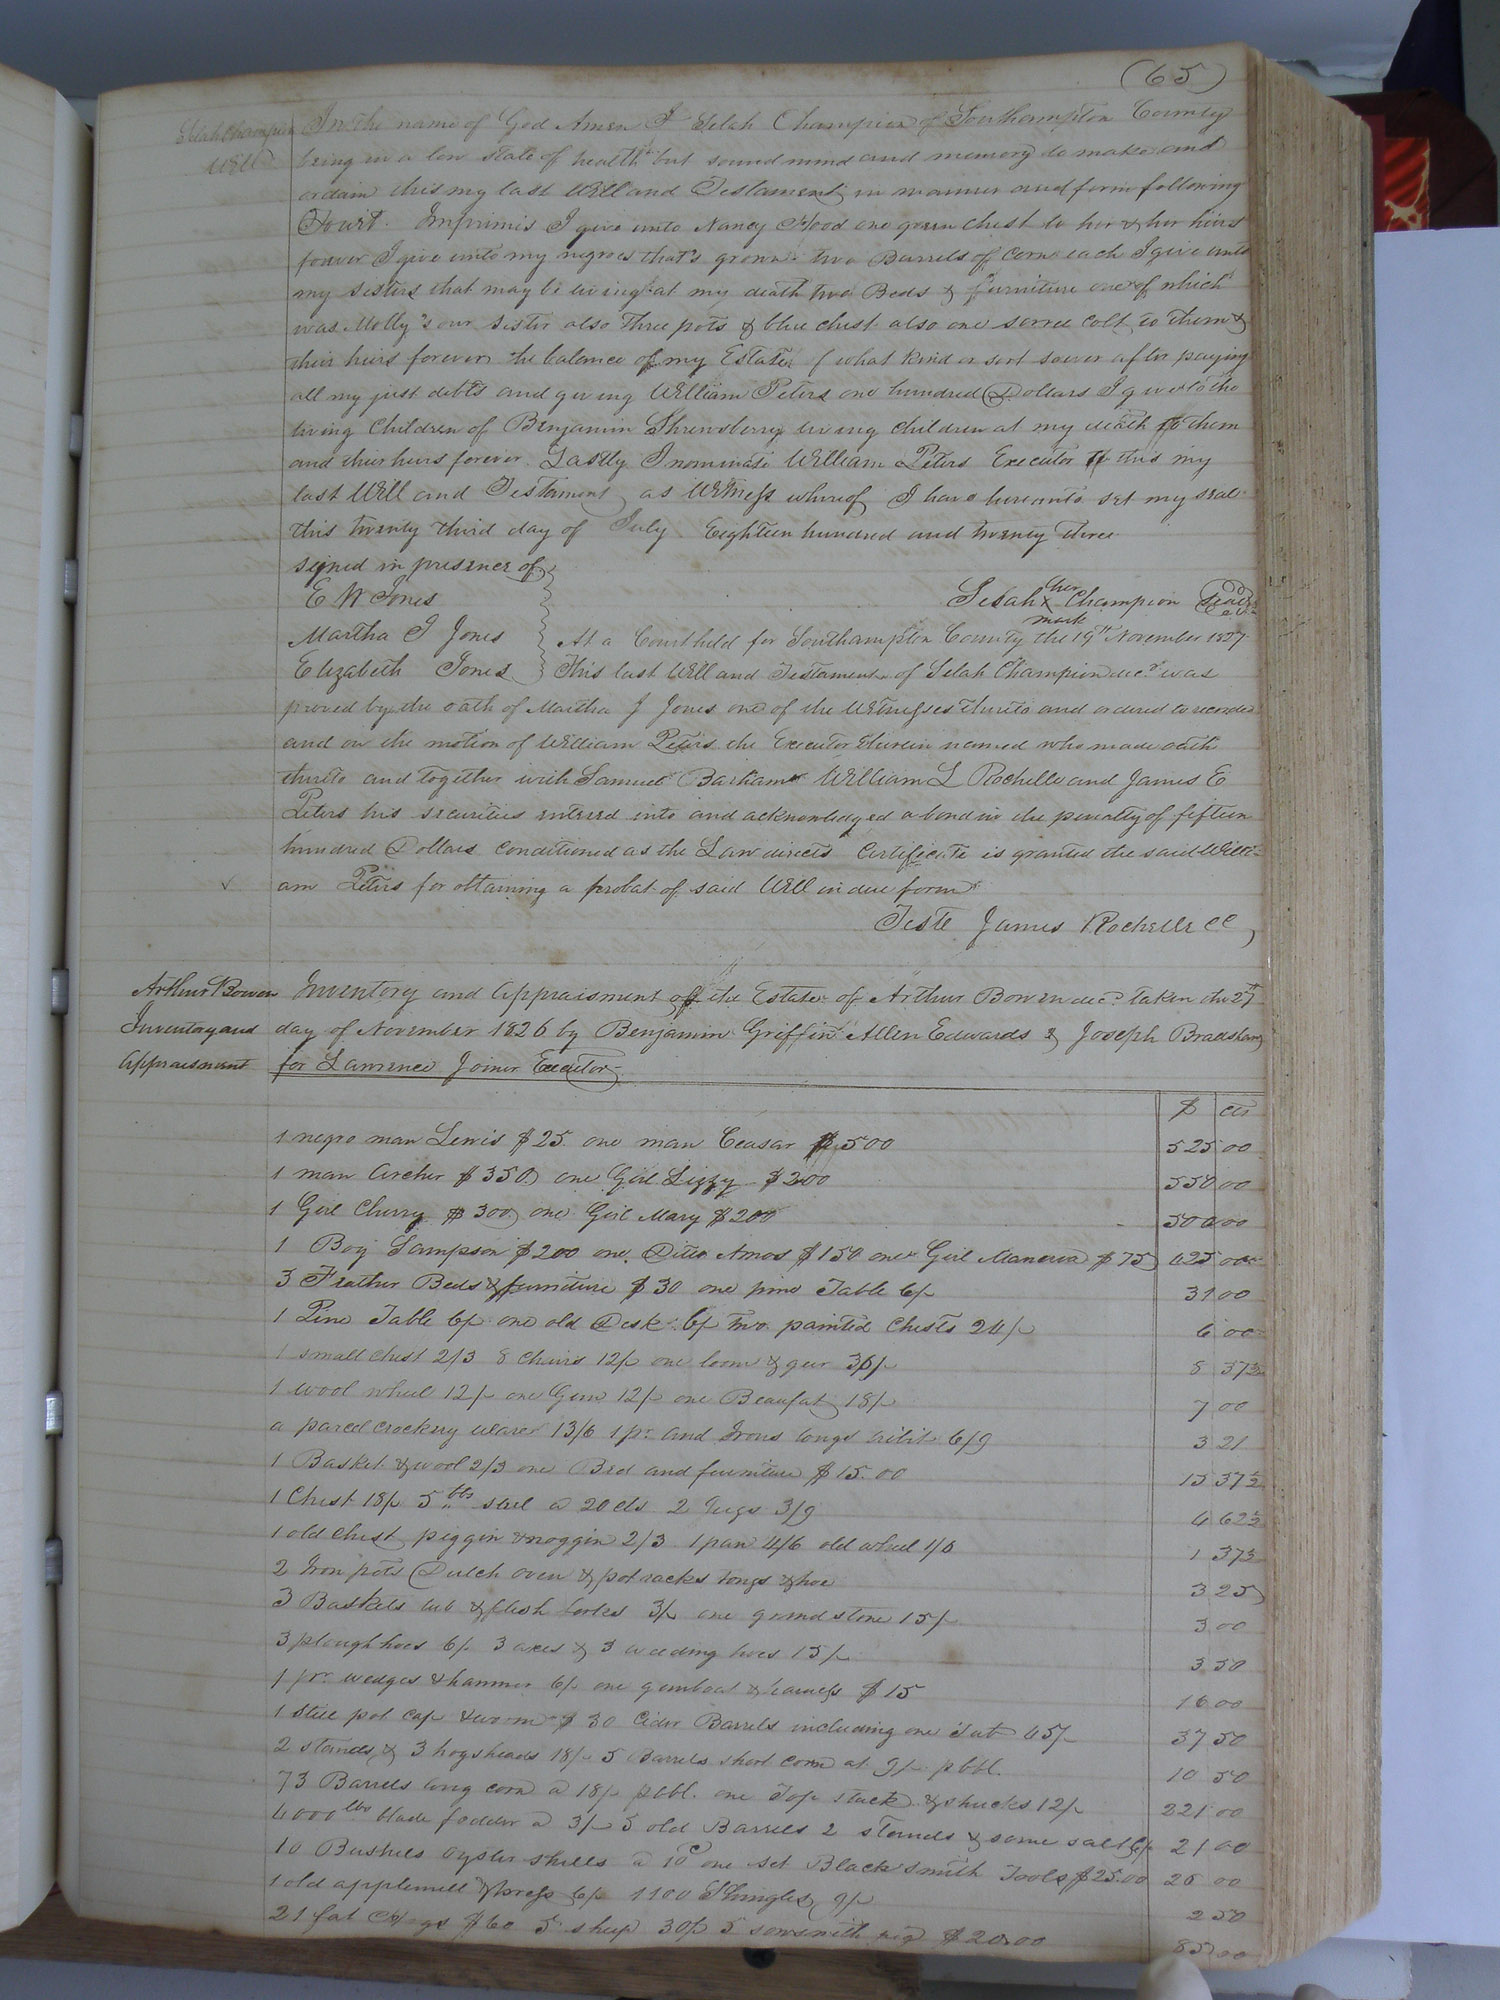 (65)
Selah Champion
Will
In the name of God Amen I Selah Champion of Southampton County
being in a low state of health but sound mind and memory do make and
ordain this my last Will and Testament in manner and form following
(Towit. Imprimis I give unto Nancy Hood one green chest to her & her heirs
forever I give unto my negroes that's grown two Barrels of corn each I give unto
my sisters that may be living at my death two Beds & furniture one of which
was Molly's our sister also three pots & blue chest also one sorrel colt to them &
their heirs forever the balance of my Estate of what kind or sort soever after paying
all my just debts and giving William Peters one hundred Dollars I give to the
living Children of Benjamin Shrewsberry living children at my death to them
and their heirs forever. Lastly I nominate William Peters Executor to this my
last Will and Testament as Witness whereof I have hereunto set my seal
this twenty third day of July Eighteen hundred and twenty three
signed in presence of
E W Jones
Selah her X mark Champion Seal
Martha J Jones
At a Court held for Southampton County the 19th November 1827
Elizabeth Jones
This last Will and Testament of Selah Champion decd was
proved by the oath of Martha J Jones one of the Witnesses thereto and ordered to recorded
and on the motion of William Peters the Executor therein named who made oath
thereto and together with Samuel Barham William L Rochelle and James E
Peters his securities entered into and acknowledged a bond in the penalty of fifteen
hundred Dollars conditioned as the Law directs Certificate is granted the said Willi-
am Peters for obtaining a probat of said Will in due form
Teste James Rochelle CC
Arthur Bowen
Inventory and
Appraisment
Inventory and Appraisment of the Estate of Arthur Bowen decd taken the 27th
day of November 1826 by Benjamin Griffin Allen Edwards & Joseph Bradshaw
for Lawrence Joiner Executor
$ cts
1 negro man Lewis $25 one man Ceasar $500 525 00
1 man Archer $350 one Girl Lizzy $200 550 00
1 Girl Cherry $300 one Girl Mary $200 500 00
1 Boy Sampson $200 one Ditto Amos $150 one Girl Manerva $75 425 00
3 Feather Beds & furniture $30 one pine Table 6/- 31 00
1 Pine Table 6/- one old Desk 6/- two painted Chests 24/- 6 00
1 small chest 2/3 8 Chairs 12/- one loom & gear 36/- 8 37½
1 wool wheel 12/- one Gun 12/- one Beaufat 18/- 7 00
a parcel crockery ware 13/6 1 pr. and Irons tongs 6/9 3 21
1 Basket & wool 2/3 one Bed and furniture $15.00 15 37½
1 Chest 18/- 5 lbs steel a 20 cts 2 Jugs 3/9 4 62½
1 old chest piggin & noggin 2/3 1 pan 4/6 old wheel 1/6 1 37½
2 Iron pots Dutch oven & pot racks tongs & hoe 3 25
3 Baskets tub & flesh forks 3/- one grind stone 15/- 3 00
3 plough hoes 6/- 3 axes & 3 weeding hoes 15/- 3 50
1 pr. wedges & hammer 6/- one & harness $15 16 00
1 Still pot cap & worm $30 Cider Barrels including one Tub 45/- 37 50
2 stands & 3 hogsheads 18/- 5 Barrels short corn at 9/- pbbl. 10 50
73 Barrels long corn a 18/- pbbl. one Top stack & shucks 12/- 221 00
4000 lbs blade fodder a 3/- 5 old Barrels 2 stands & some salt 6/- 21 00
10 Bushels oyster shells a 10c one set Black smith Tools $25.00 26 00
1 old applemill & press 6/- 1100 Shingles 9/- 2 50
21 fat Hogs $60 5 sheep 30/- 5 sows with pig $20.00 85 00